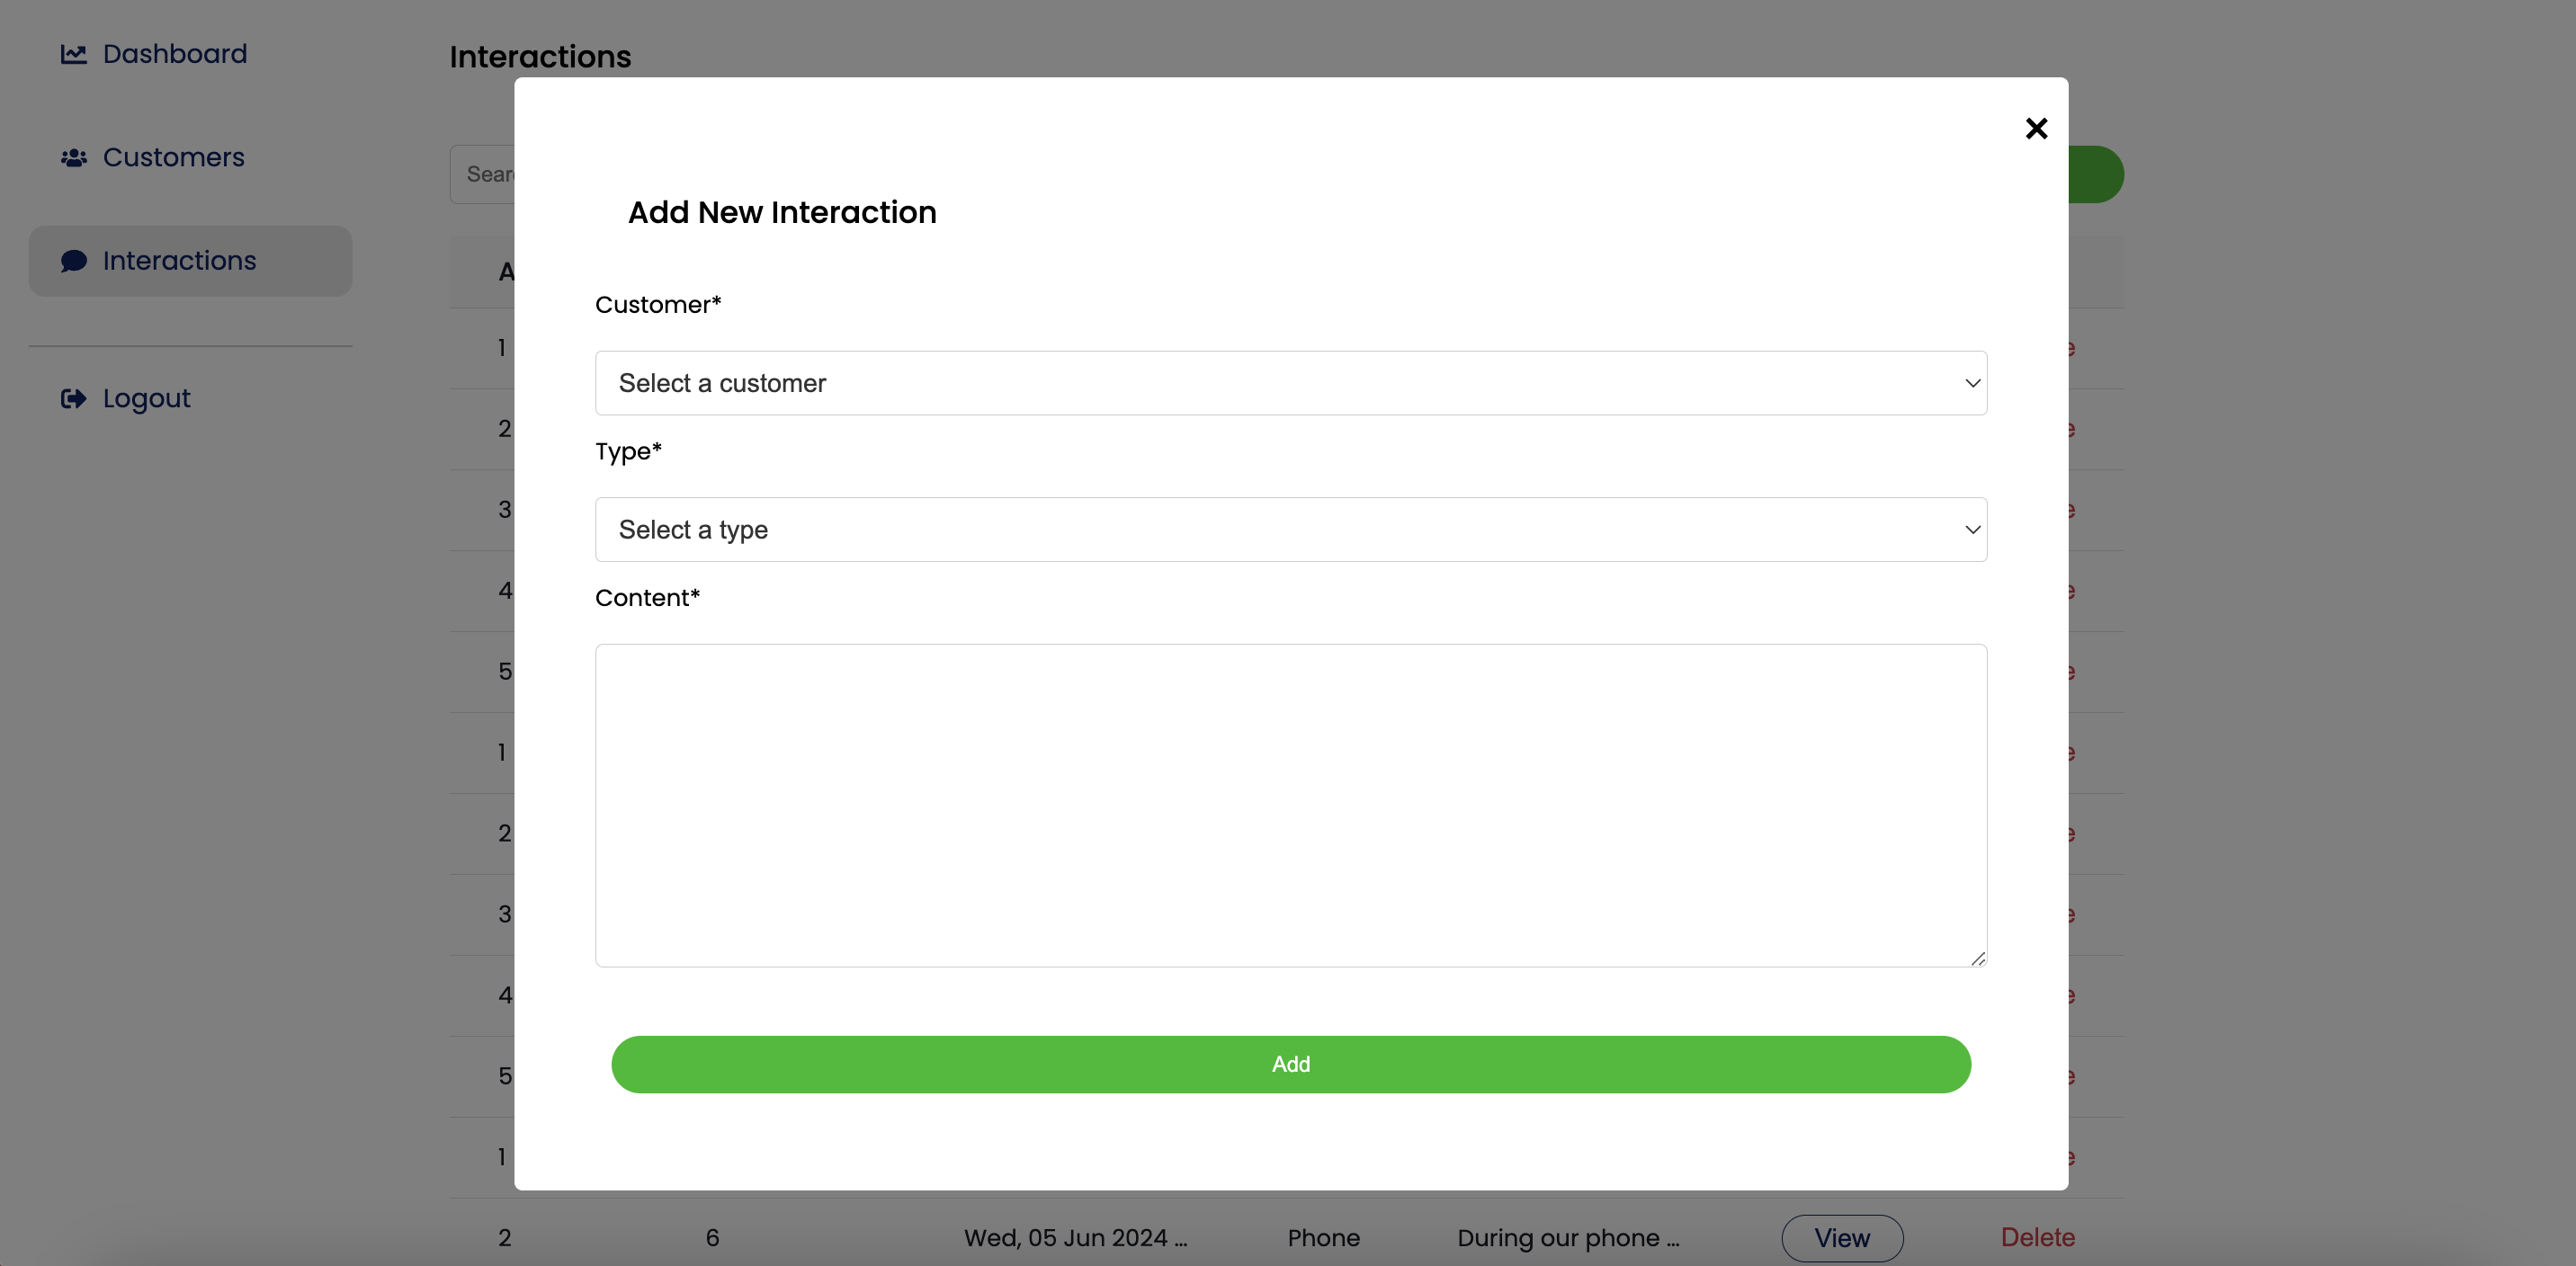 Dashboard
Customers
Interactions
Logout
Interactions
Add New Interaction
Customer*
Select a customer
Type*
Select a type
Content*
Add
1
2
3
4
5
1
2
3
4
5
1
2 6 Wed, 05 Jun 2024 ... Phone During our phone ... View Delete